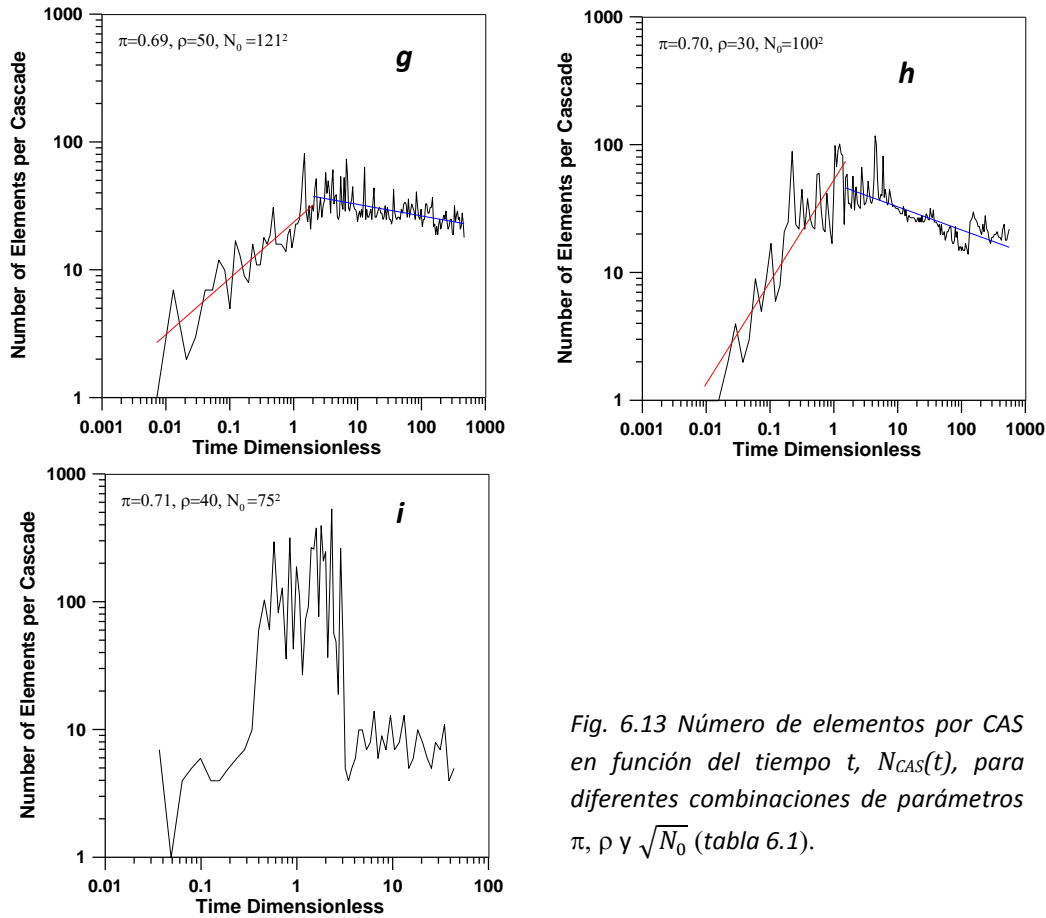 1000
100
10
1
Number of Elements per Cascade
π=0.69, ρ=50, N₀ =121²
g
0.001 0.01 0.1 1 10 100 1000
Time Dimensionless
1000
100
10
1
Number of Elements per Cascade
π=0.70, ρ=30, N₀=100²
h
0.001 0.01 0.1 1 10 100 1000
Time Dimensionless
1000
100
10
1
Number of Elements per Cascade
π=0.71, ρ=40, N₀=75²
i
0.01 0.1 1 10 100
Time Dimensionless
Fig. 6.13 Número de elementos por CAS
en función del tiempo t, N_CAS(t), para
diferentes combinaciones de parámetros
π, ρ y √N₀ (tabla 6.1).